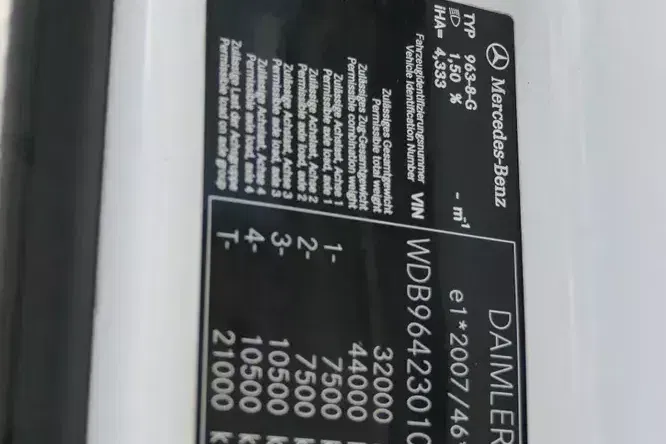 Mercedes-Benz DAIMLER
TYP 963-8-G e1*2007/46
1,50 % - m-1
iHA= 4,333
Fahrzeugidentifizierungsnummer
Vehicle Identification Number VIN WDB96423010
Zulässiges Gesamtgewicht
Permissible total weight 32000
Zulässiges Zug-Gesamtgewicht
Permissible combination weight 44000
Zulässige Achslast, Achse 1
Permissible axle load, axle 1 1- 7500
Zulässige Achslast, Achse 2
Permissible axle load, axle 2 2- 7500
Zulässige Achslast, Achse 3
Permissible axle load, axle 3 3- 10500
Zulässige Achslast, Achse 4
Permissible axle load, axle 4 4- 10500 k
Zulässige Last der Achsgruppe
Permissible load on axle group T- 21000 k